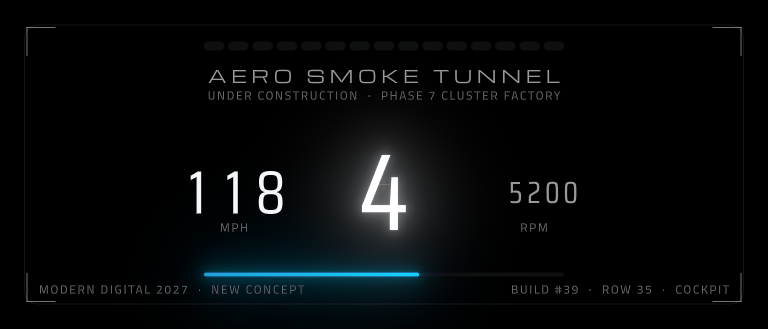 AERO SMOKE TUNNEL
UNDER CONSTRUCTION · PHASE 7 CLUSTER FACTORY
118
MPH
4
5200
RPM
MODERN DIGITAL 2027 · NEW CONCEPT
BUILD #39 · ROW 35 · COCKPIT